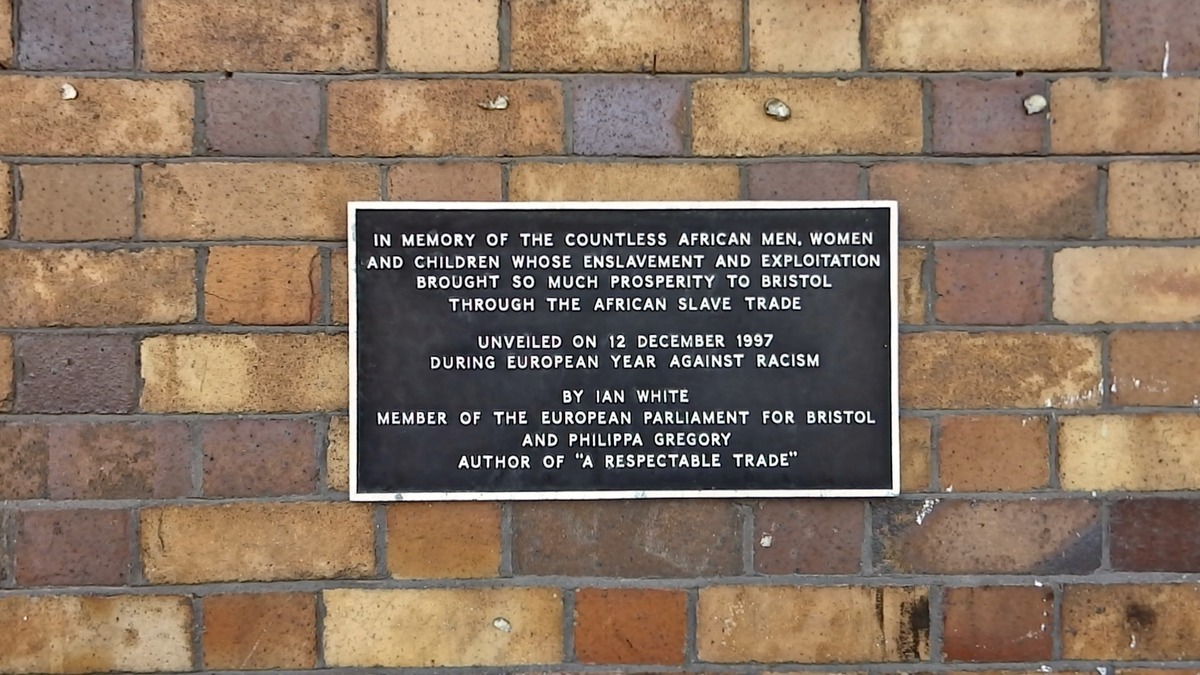 IN MEMORY OF THE COUNTLESS AFRICAN MEN, WOMEN
AND CHILDREN WHOSE ENSLAVEMENT AND EXPLOITATION
BROUGHT SO MUCH PROSPERITY TO BRISTOL
THROUGH THE AFRICAN SLAVE TRADE
UNVEILED ON 12 DECEMBER 1997
DURING EUROPEAN YEAR AGAINST RACISM
BY IAN WHITE
MEMBER OF THE EUROPEAN PARLIAMENT FOR BRISTOL
AND PHILIPPA GREGORY
AUTHOR OF "A RESPECTABLE TRADE"